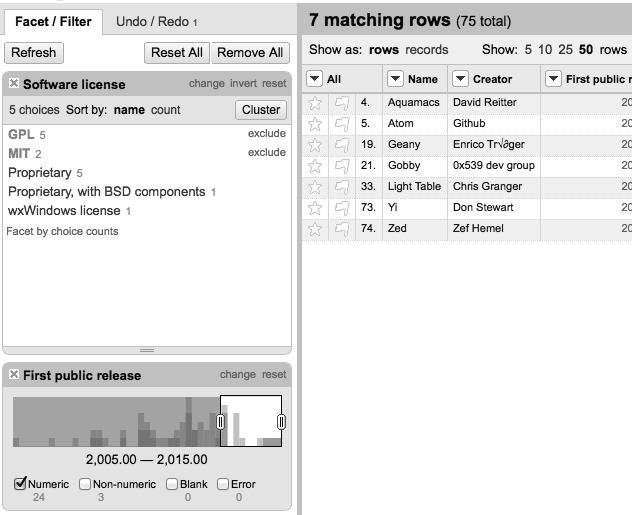 Facet / Filter Undo / Redo 1
Refresh Reset All Remove All
Software license change invert reset
5 choices Sort by: name count Cluster
GPL 5 exclude
MIT 2 exclude
Proprietary 5
Proprietary, with BSD components 1
wxWindows license 1
Facet by choice counts
First public release change reset
2,005.00 — 2,015.00
Numeric Non-numeric Blank Error
24 3 0 0
7 matching rows (75 total)
Show as: rows records Show: 5 10 25 50 rows
All Name Creator First public r
4. Aquamacs David Reitter 20
5. Atom Github 20
19. Geany Enrico Tr√∂ger 20
21. Gobby 0x539 dev group 20
33. Light Table Chris Granger 20
73. Yi Don Stewart 20
74. Zed Zef Hemel 20